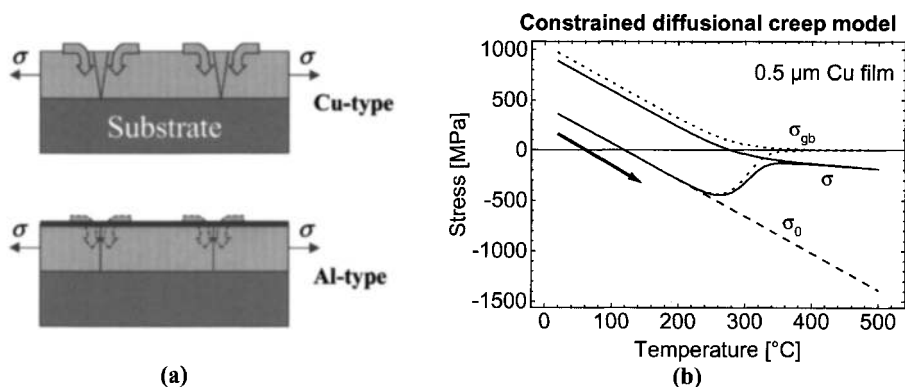 σ
σ
Cu-type
Substrate
σ
σ
Al-type
(a)
Constrained diffusional creep model
1000
500
0
-500
-1000
-1500
Stress [MPa]
0.5 μm Cu film
σgb
σ
σ0
0
100
200
300
400
500
Temperature [°C]
(b)